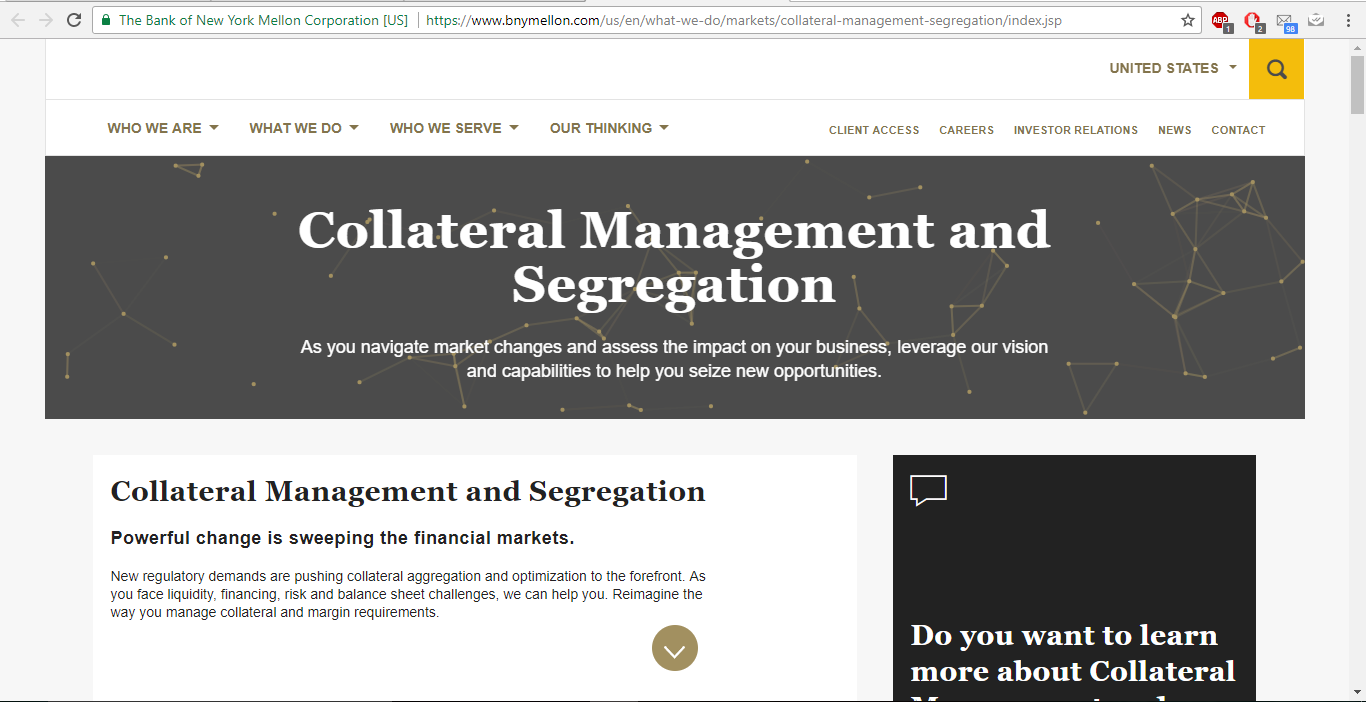 The Bank of New York Mellon Corporation [US] https://www.bnymellon.com/us/en/what-we-do/markets/collateral-management-segregation/index.jsp
ABP 1 2 98
UNITED STATES
WHO WE ARE WHAT WE DO WHO WE SERVE OUR THINKING CLIENT ACCESS CAREERS INVESTOR RELATIONS NEWS CONTACT
Collateral Management and
Segregation
As you navigate market changes and assess the impact on your business, leverage our vision
and capabilities to help you seize new opportunities.
Collateral Management and Segregation
Powerful change is sweeping the financial markets.
New regulatory demands are pushing collateral aggregation and optimization to the forefront. As
you face liquidity, financing, risk and balance sheet challenges, we can help you. Reimagine the
way you manage collateral and margin requirements.
Do you want to learn
more about Collateral